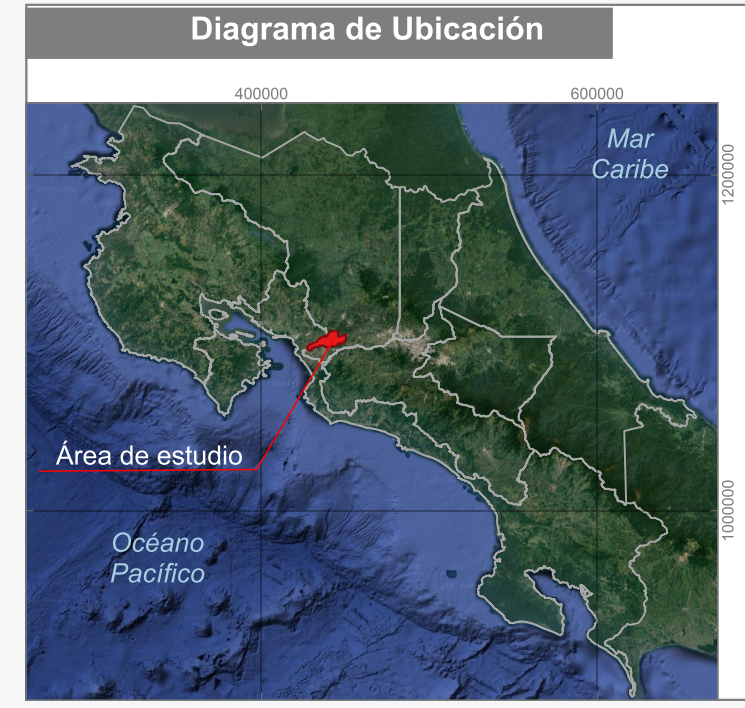 Diagrama de Ubicación
400000
600000
Mar
Caribe
1200000
Área de estudio
1000000
Océano
Pacífico